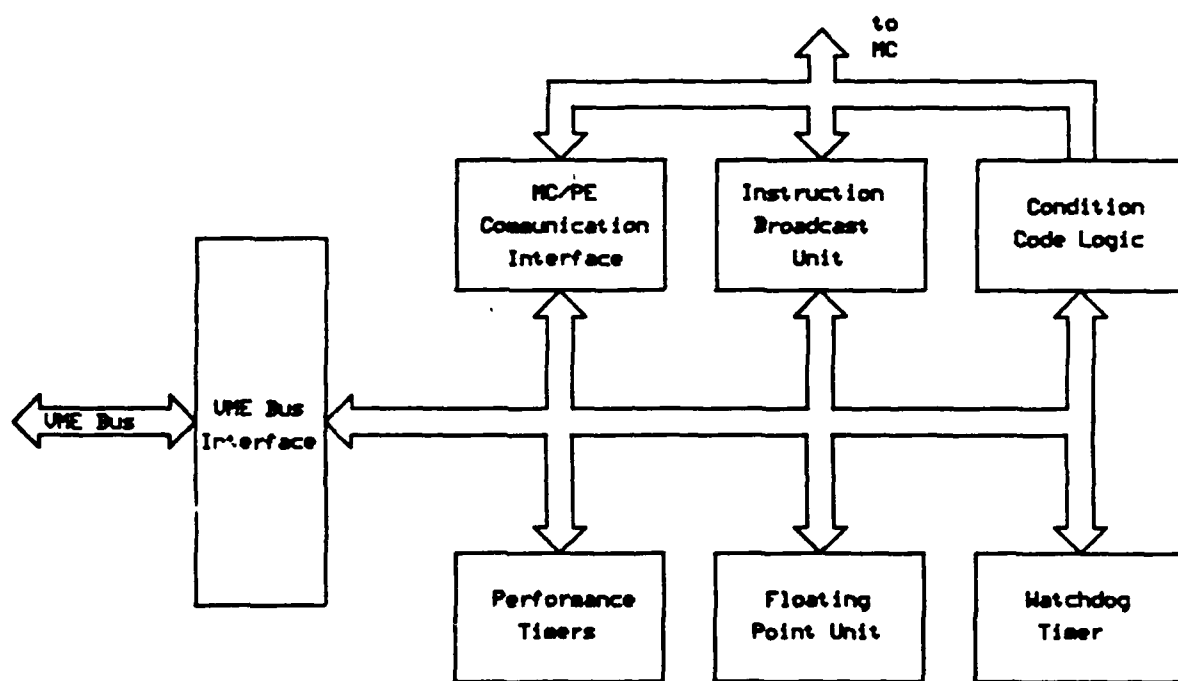 to
MC
MC/PE
Communication
Interface
Instruction
Broadcast
Unit
Condition
Code Logic
VME Bus
VME Bus
Interface
Performance
Timers
Floating
Point Unit
Watchdog
Timer